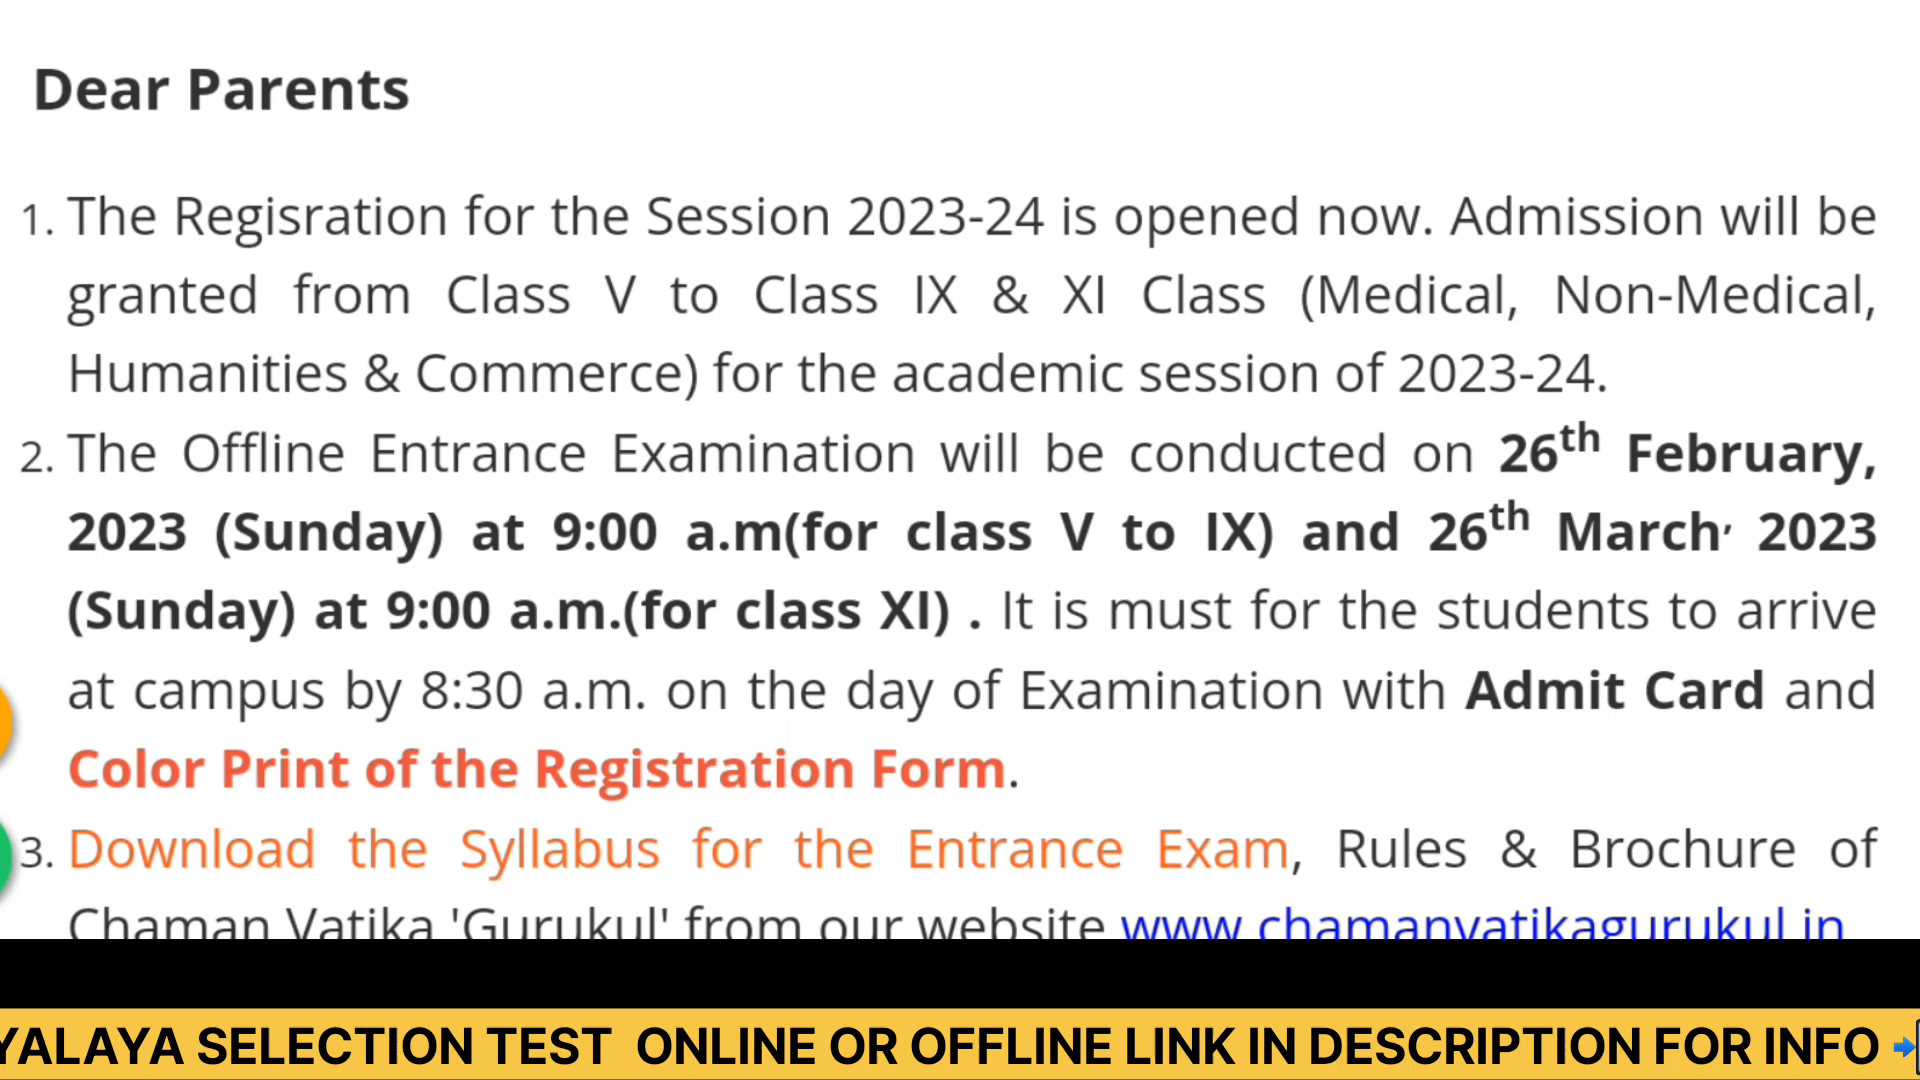 Dear Parents
1. The Regisration for the Session 2023-24 is opened now. Admission will be
granted from Class V to Class IX & XI Class (Medical, Non-Medical,
Humanities & Commerce) for the academic session of 2023-24.
2. The Offline Entrance Examination will be conducted on 26th February,
2023 (Sunday) at 9:00 a.m(for class V to IX) and 26th March, 2023
(Sunday) at 9:00 a.m.(for class XI) . It is must for the students to arrive
at campus by 8:30 a.m. on the day of Examination with Admit Card and
Color Print of the Registration Form.
3. Download the Syllabus for the Entrance Exam, Rules & Brochure of
Chaman Vatika 'Gurukul' from our website www.chamanvatikagurukul.in
YALAYA SELECTION TEST ONLINE OR OFFLINE LINK IN DESCRIPTION FOR INFO